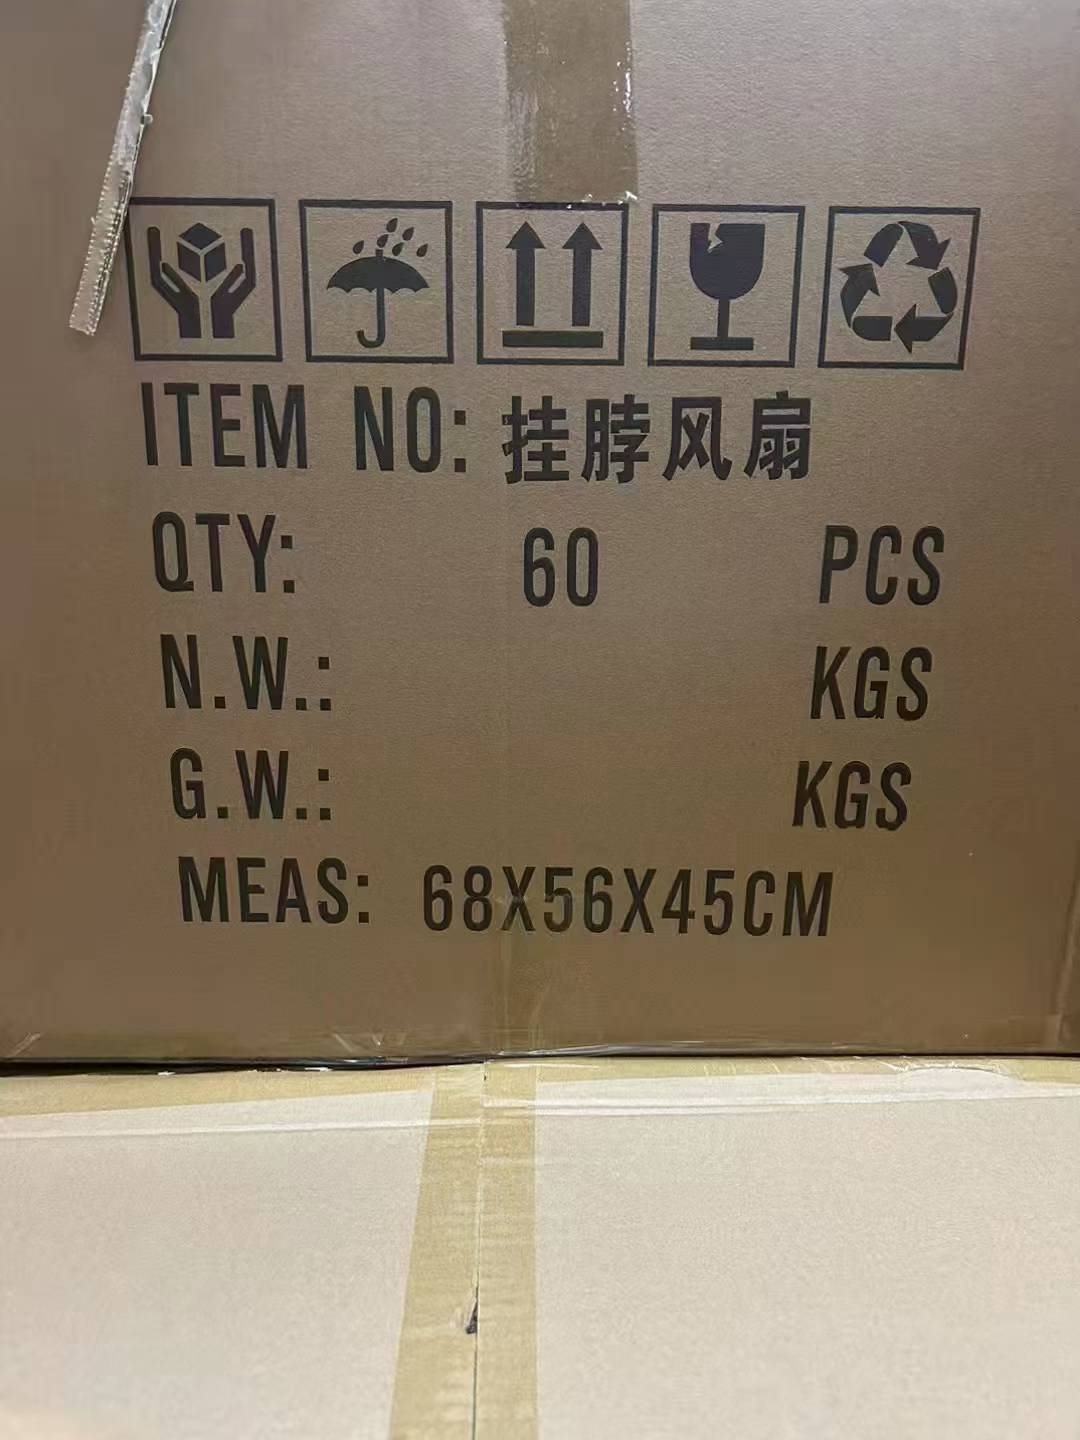 ITEM NO: 挂脖风扇
QTY: 60 PCS
N.W.: KGS
G.W.: KGS
MEAS: 68X56X45CM